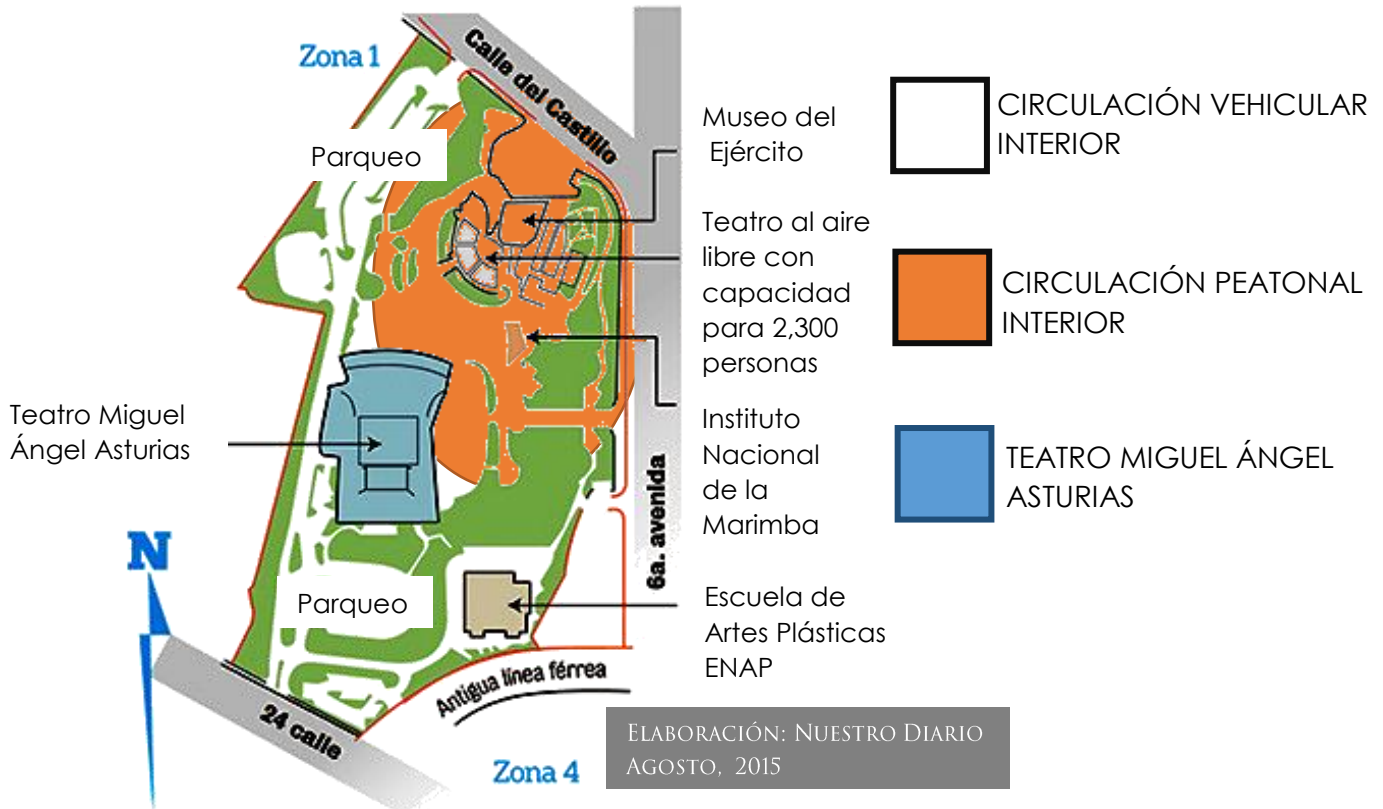 Zona 1
Calle del Castillo
Parqueo
Museo del
Ejército
Teatro al aire
libre con
capacidad
para 2,300
personas
Teatro Miguel
Ángel Asturias
Instituto
Nacional
de la
Marimba
6a. avenida
N
Parqueo
Escuela de
Artes Plásticas
ENAP
Antigua línea férrea
24 calle
Zona 4
CIRCULACIÓN VEHICULAR
INTERIOR
CIRCULACIÓN PEATONAL
INTERIOR
TEATRO MIGUEL ÁNGEL
ASTURIAS
ELABORACIÓN: NUESTRO DIARIO
AGOSTO, 2015